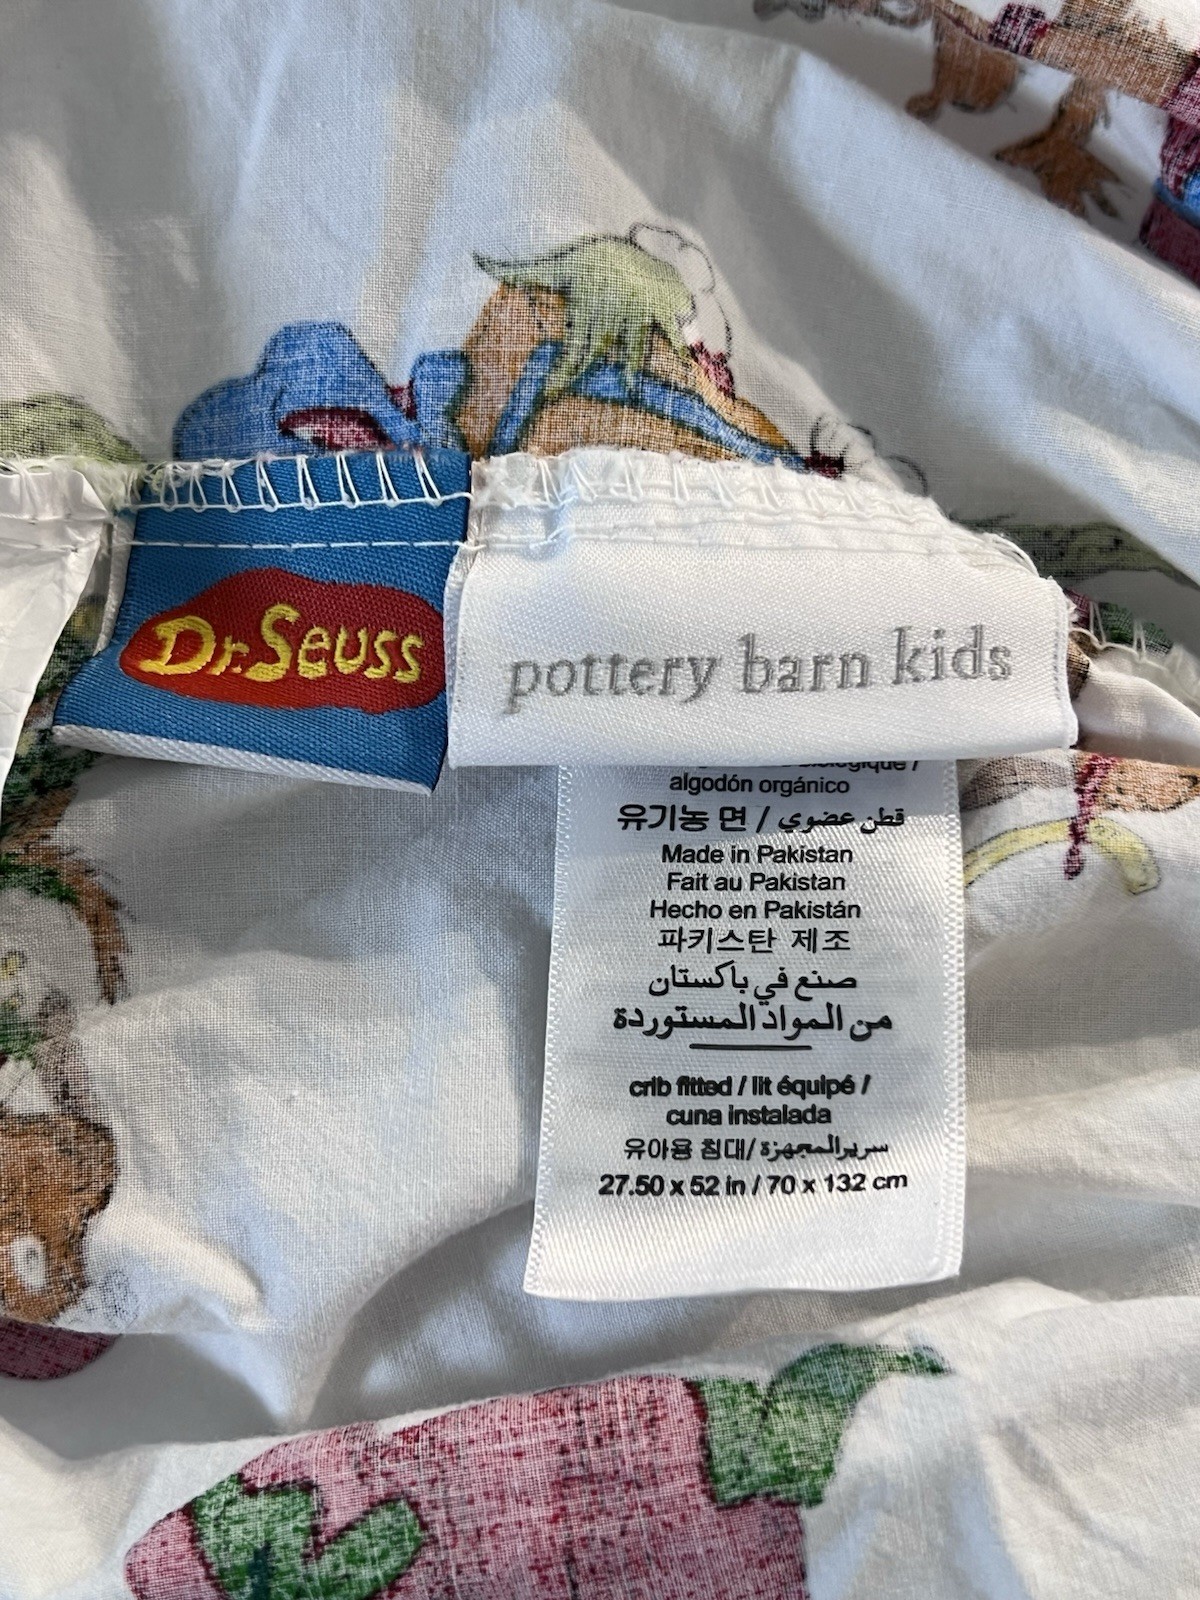 Dr. Seuss
pottery barn kids
biologique /
algodón orgánico
유기농 면 / قطن عضوي
Made in Pakistan
Fait au Pakistan
Hecho en Pakistán
파키스탄 제조
صنع في باكستان
من المواد المستوردة
crib fitted / lit équipé /
cuna instalada
유아용 침대/ سريرالمجهزة
27.50 x 52 in / 70 x 132 cm